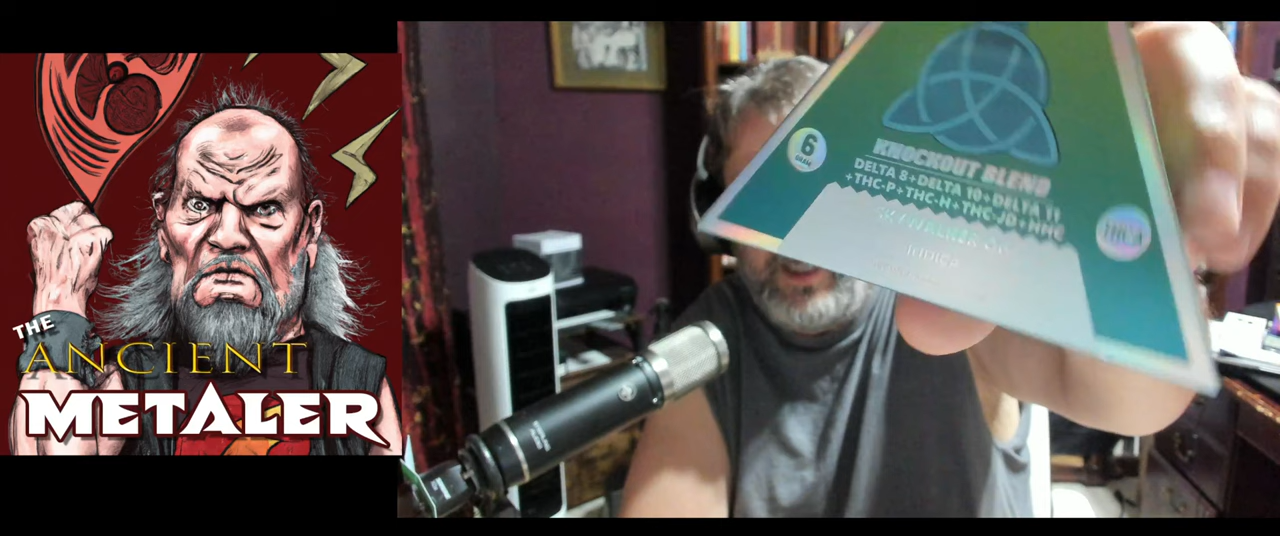 THE
ANCIENT
METALER
6
GRAM
KNOCKOUT BLEND
DELTA 8+DELTA 10+DELTA 11
+THC-P+THC-H+THC-JD+HHC
THCA
Indica